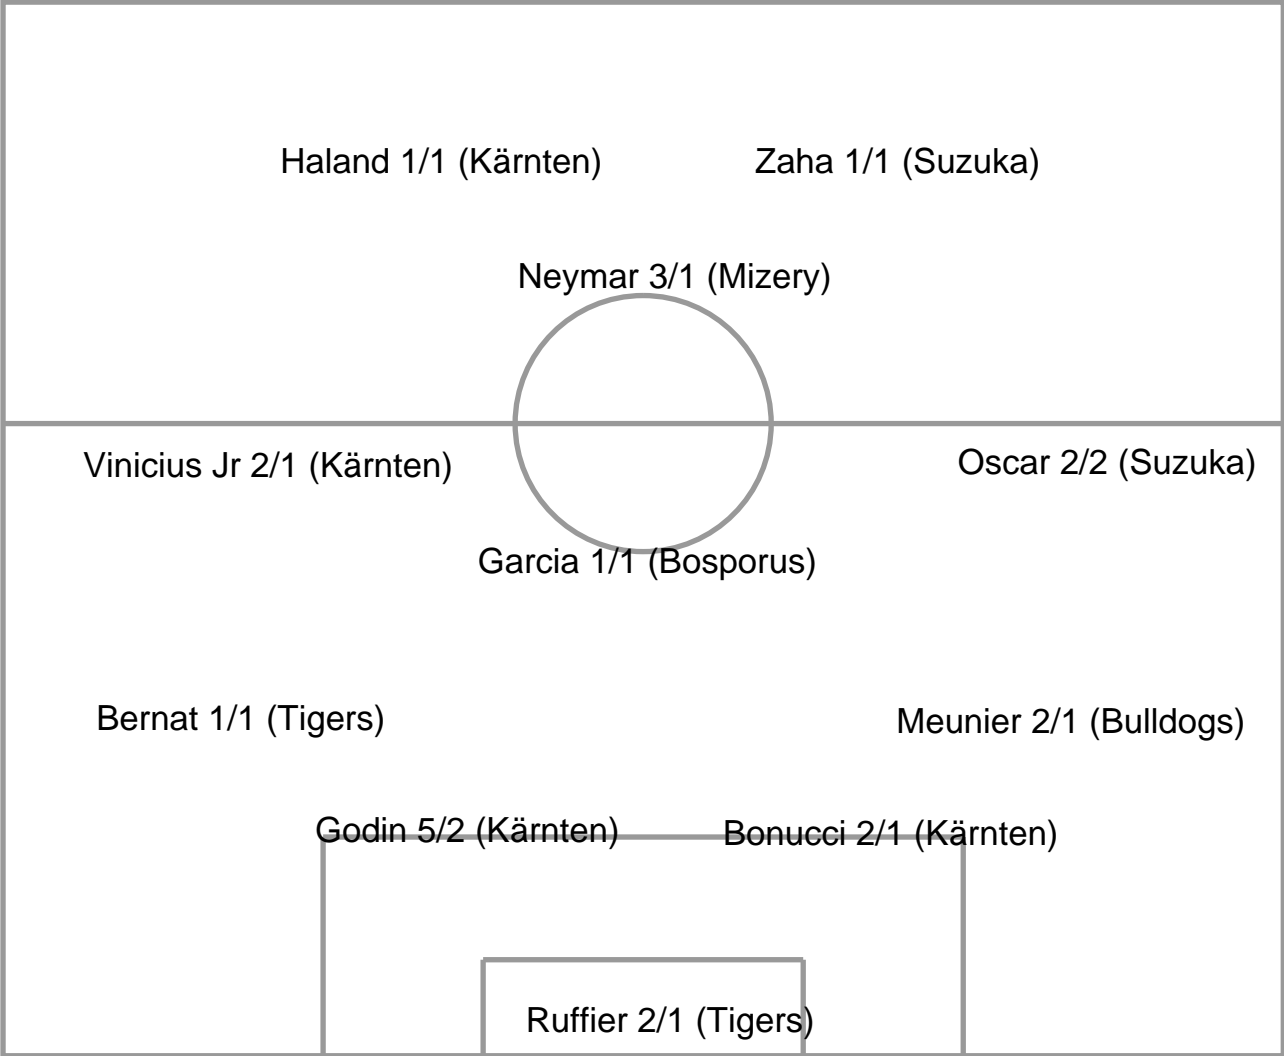 Haland 1/1 (Kärnten)
Zaha 1/1 (Suzuka)
Neymar 3/1 (Mizery)
Vinicius Jr 2/1 (Kärnten)
Oscar 2/2 (Suzuka)
Garcia 1/1 (Bosporus)
Bernat 1/1 (Tigers)
Meunier 2/1 (Bulldogs)
Godin 5/2 (Kärnten)
Bonucci 2/1 (Kärnten)
Ruffier 2/1 (Tigers)